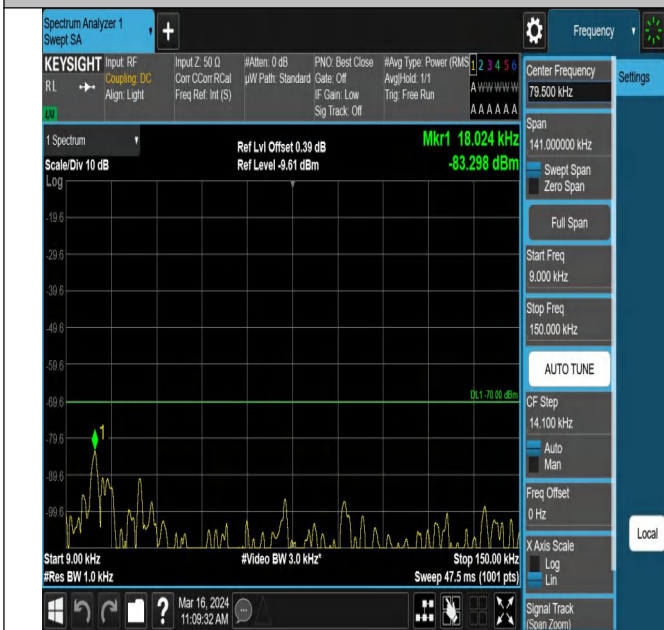 Spectrum Analyzer 1
Swept SA
Frequency
KEYSIGHT
RL
LXI
Input: RF
Coupling: DC
Align: Light
Input Z: 50 Ω
Corr CCorr RCal
Freq Ref: Int (S)
#Atten: 0 dB
µW Path: Standard
PNO: Best Close
Gate: Off
IF Gain: Low
Sig Track: Off
#Avg Type: Power (RMS
Avg|Hold: 1/1
Trig: Free Run
1 2 3 4 5 6
A W W W W W
A A A A A A
1 Spectrum
Scale/Div 10 dB
Log
Ref Lvl Offset 0.39 dB
Ref Level -9.61 dBm
Mkr1 18.024 kHz
-83.298 dBm
-19.6
-29.6
-39.6
-49.6
-59.6
-69.6
-79.6
-89.6
-99.6
DL1 -70.00 dBm
1
Start 9.00 kHz
#Res BW 1.0 kHz
#Video BW 3.0 kHz*
Stop 150.00 kHz
Sweep 47.5 ms (1001 pts)
Mar 16, 2024
11:09:32 AM
Center Frequency
79.500 kHz
Settings
Span
141.000000 kHz
Swept Span
Zero Span
Full Span
Start Freq
9.000 kHz
Stop Freq
150.000 kHz
AUTO TUNE
CF Step
14.100 kHz
Auto
Man
Freq Offset
0 Hz
Local
X Axis Scale
Log
Lin
Signal Track
(Span Zoom)